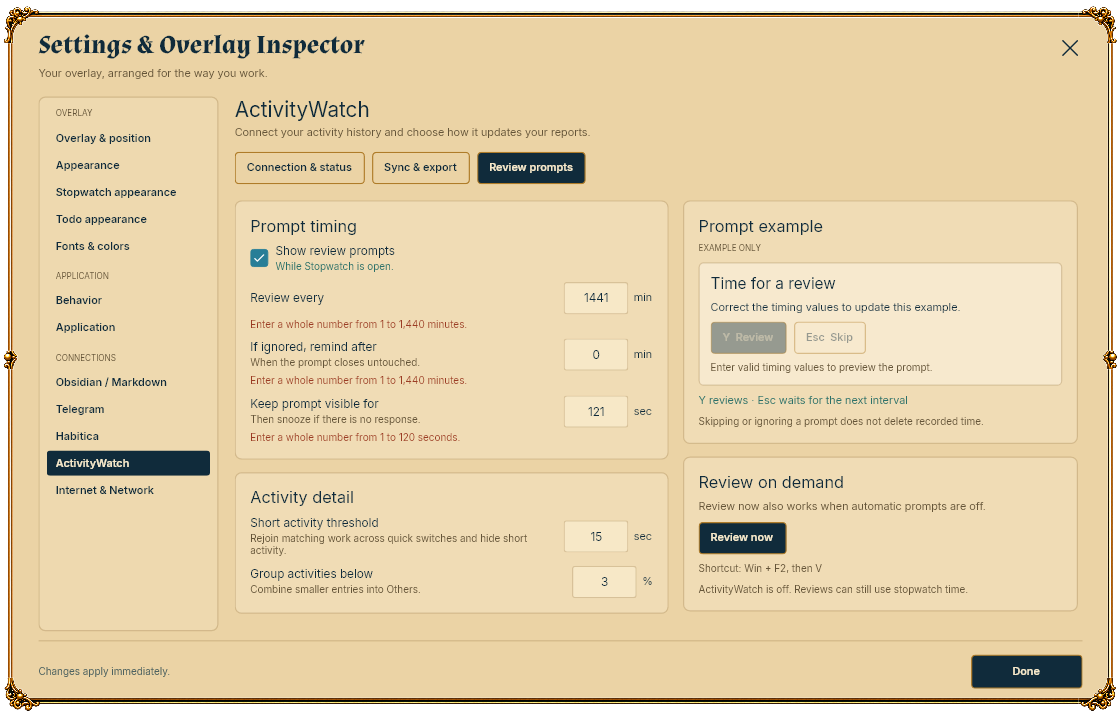 Settings & Overlay Inspector
Your overlay, arranged for the way you work.
OVERLAY
Overlay & position
Appearance
Stopwatch appearance
Todo appearance
Fonts & colors
APPLICATION
Behavior
Application
CONNECTIONS
Obsidian / Markdown
Telegram
Habitica
ActivityWatch
Internet & Network
ActivityWatch
Connect your activity history and choose how it updates your reports.
Connection & status
Sync & export
Review prompts
Prompt timing
Show review prompts
While Stopwatch is open.
Review every
1441 min
Enter a whole number from 1 to 1,440 minutes.
If ignored, remind after
When the prompt closes untouched.
0 min
Enter a whole number from 1 to 1,440 minutes.
Keep prompt visible for
Then snooze if there is no response.
121 sec
Enter a whole number from 1 to 120 seconds.
Activity detail
Short activity threshold
Rejoin matching work across quick switches and hide short
activity.
15 sec
Group activities below
Combine smaller entries into Others.
3 %
Prompt example
EXAMPLE ONLY
Time for a review
Correct the timing values to update this example.
Y Review
Esc Skip
Enter valid timing values to preview the prompt.
Y reviews · Esc waits for the next interval
Skipping or ignoring a prompt does not delete recorded time.
Review on demand
Review now also works when automatic prompts are off.
Review now
Shortcut: Win + F2, then V
ActivityWatch is off. Reviews can still use stopwatch time.
Changes apply immediately.
Done